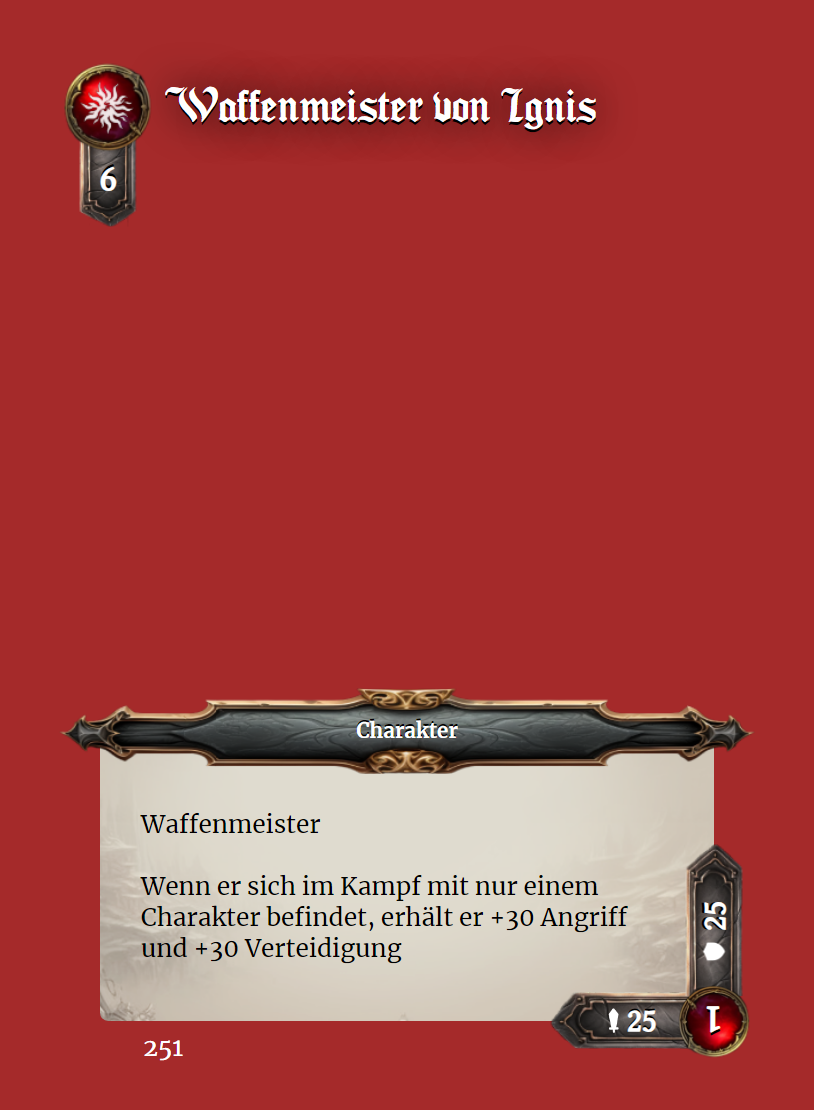 Waffenmeister von Ignis
6
Charakter
Waffenmeister
Wenn er sich im Kampf mit nur einem
Charakter befindet, erhält er +30 Angriff
und +30 Verteidigung
25
25
1
251